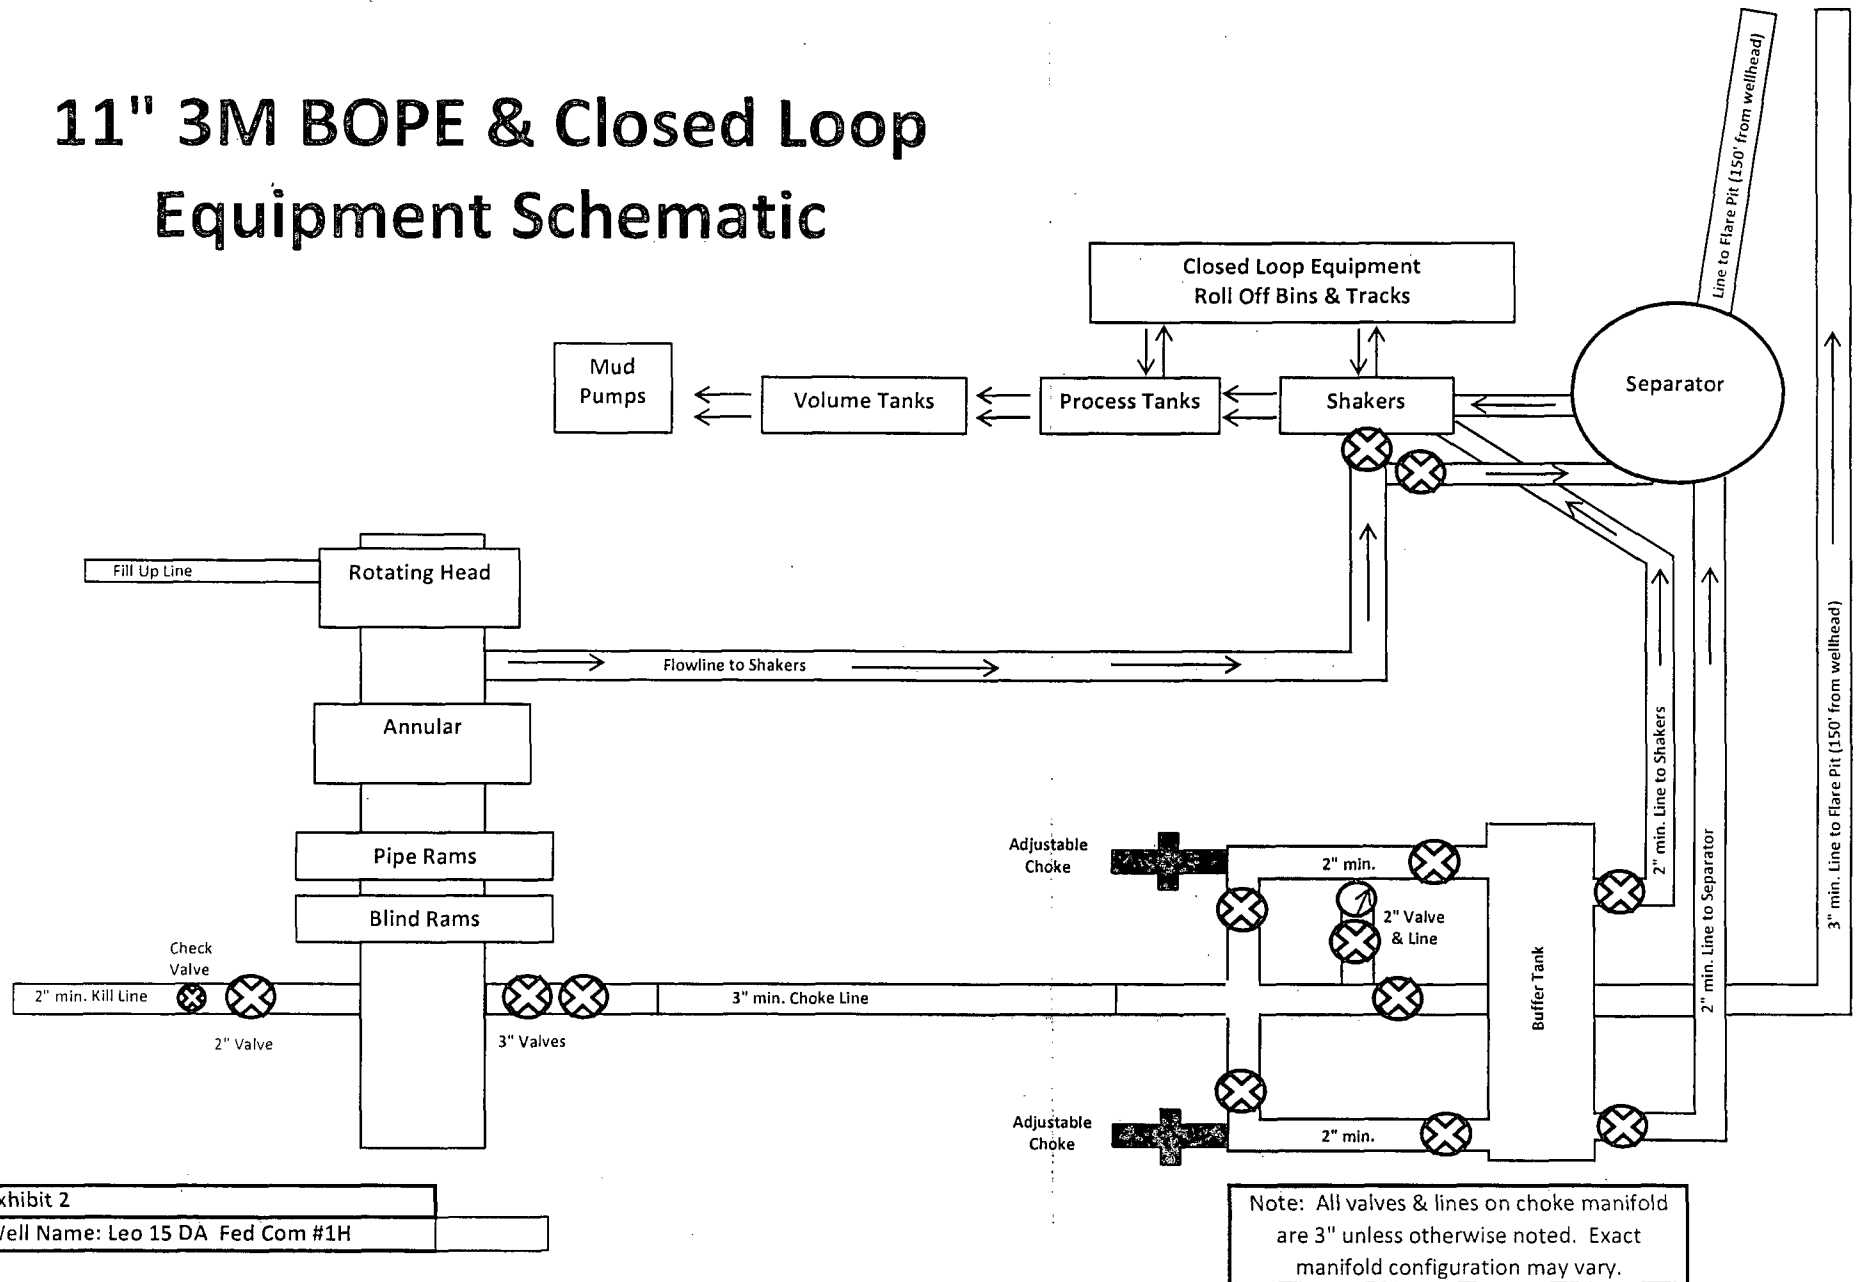 11" 3M BOPE & Closed Loop
Equipment Schematic
Line to Flare Pit (150' from wellhead)
Closed Loop Equipment
Roll Off Bins & Tracks
Mud
Pumps
Volume Tanks
Process Tanks
Shakers
Separator
Fill Up Line
Rotating Head
Flowline to Shakers
Annular
Pipe Rams
Blind Rams
Check
Valve
2" min. Kill Line
2" Valve
3" Valves
3" min. Choke Line
Adjustable
Choke
2" min.
2" Valve
& Line
Buffer Tank
2" min. Line to Shakers
2" min. Line to Separator
3" min. Line to Flare Pit (150' from wellhead)
Adjustable
Choke
2" min.
xhibit 2
Well Name: Leo 15 DA Fed Com #1H
Note: All valves & lines on choke manifold
are 3" unless otherwise noted. Exact
manifold configuration may vary.